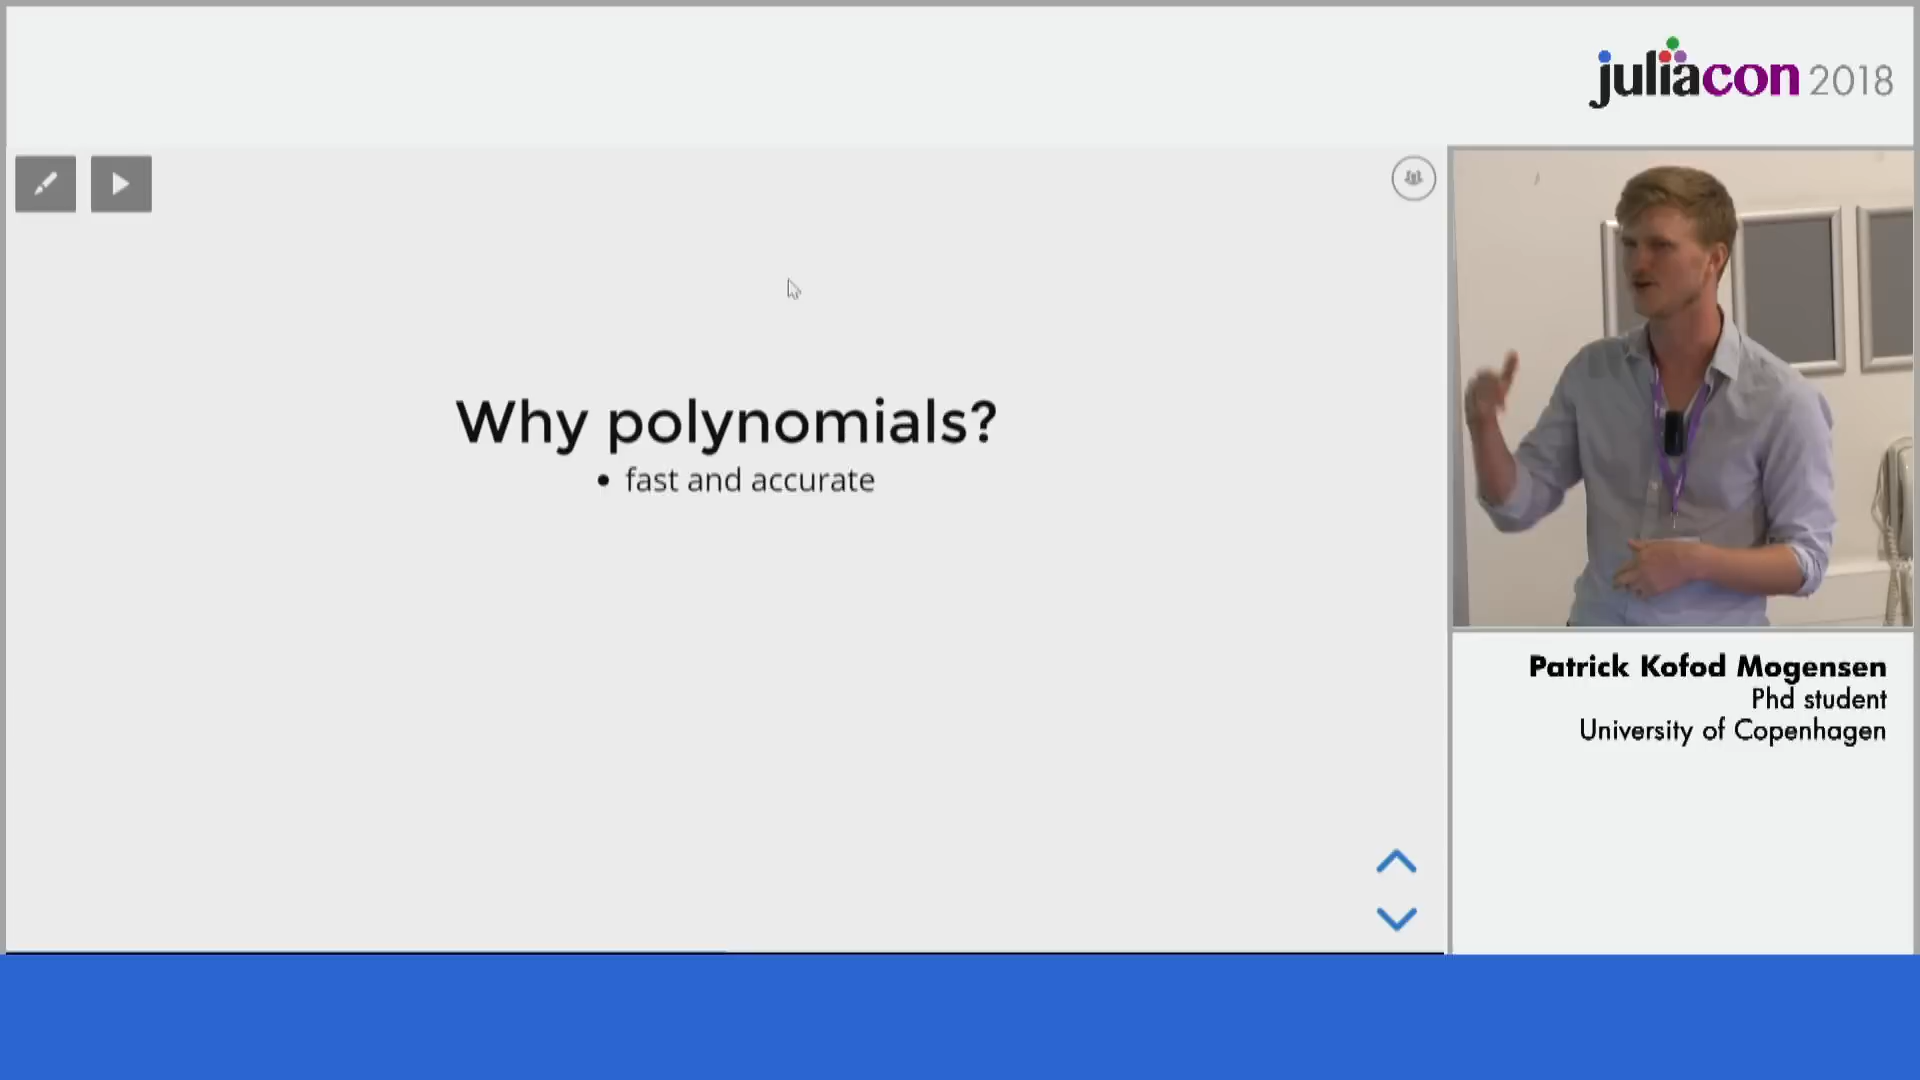 juliacon 2018
Why polynomials?
• fast and accurate
Patrick Kofod Mogensen
Phd student
University of Copenhagen